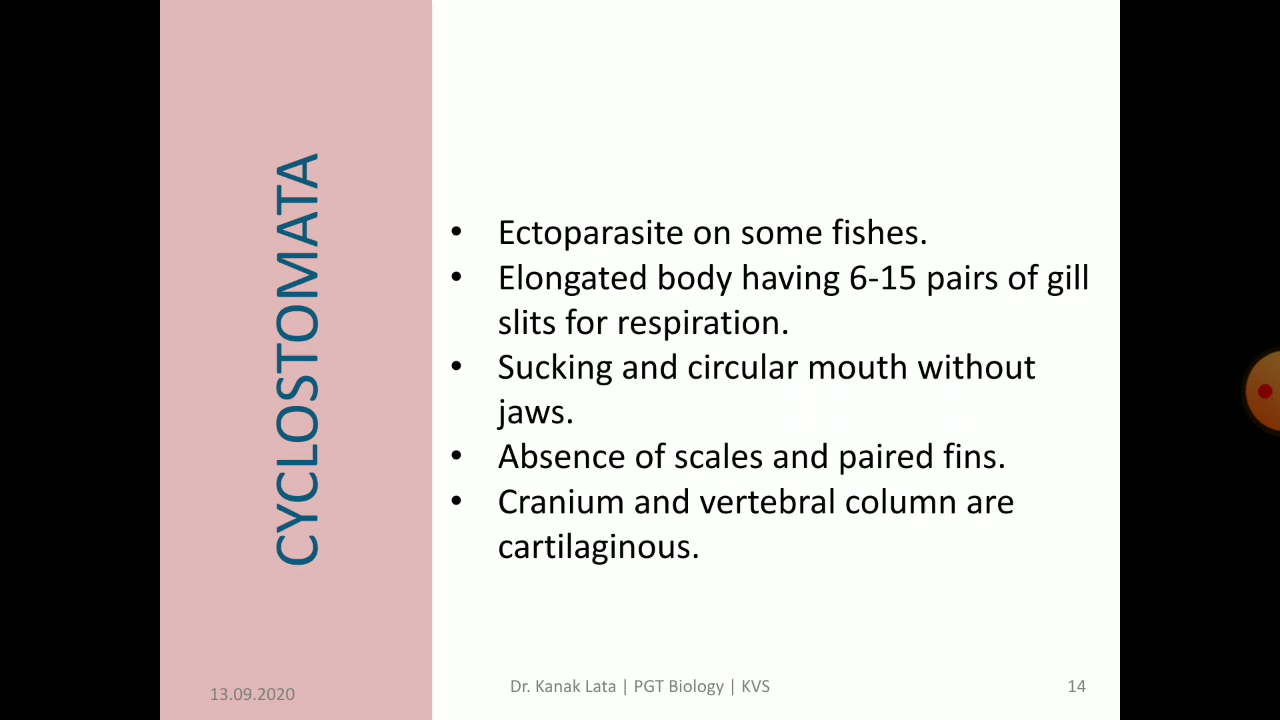 CYCLOSTOMATA
• Ectoparasite on some fishes.
• Elongated body having 6-15 pairs of gill
slits for respiration.
• Sucking and circular mouth without
jaws.
• Absence of scales and paired fins.
• Cranium and vertebral column are
cartilaginous.
13.09.2020
Dr. Kanak Lata | PGT Biology | KVS
14